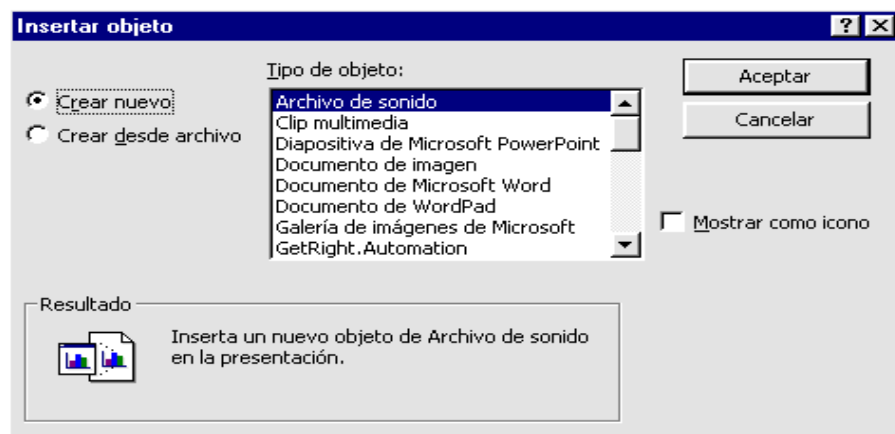 Insertar objeto
Crear nuevo
Crear desde archivo
Tipo de objeto:
Archivo de sonido
Clip multimedia
Diapositiva de Microsoft PowerPoint
Documento de imagen
Documento de Microsoft Word
Documento de WordPad
Galería de imágenes de Microsoft
GetRight.Automation
Aceptar
Cancelar
Mostrar como icono
Resultado
Inserta un nuevo objeto de Archivo de sonido
en la presentación.